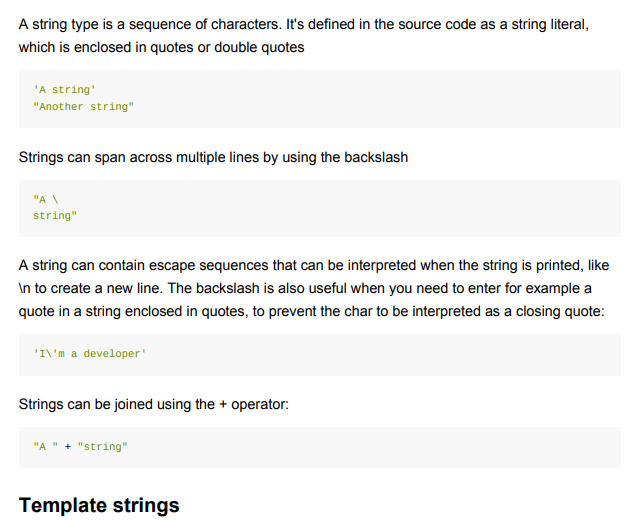 A string type is a sequence of characters. It's defined in the source code as a string literal,
which is enclosed in quotes or double quotes
'A string'
"Another string"
Strings can span across multiple lines by using the backslash
"A \
string"
A string can contain escape sequences that can be interpreted when the string is printed, like
\n to create a new line. The backslash is also useful when you need to enter for example a
quote in a string enclosed in quotes, to prevent the char to be interpreted as a closing quote:
'I\'m a developer'
Strings can be joined using the + operator:
"A " + "string"
Template strings